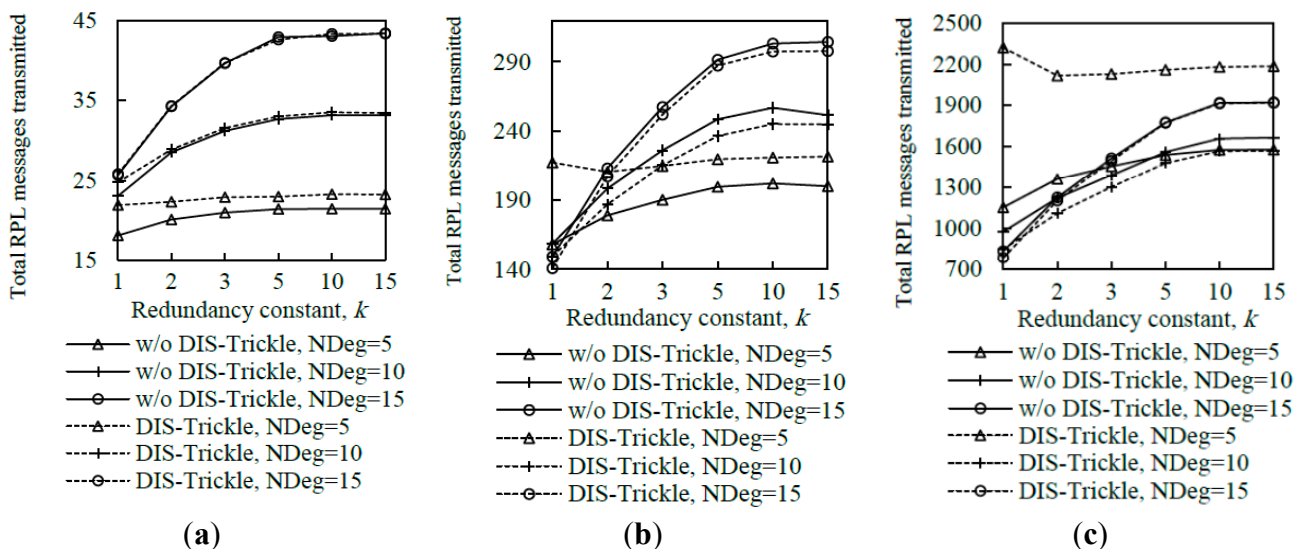 Total RPL messages transmitted
45
35
25
15
1 2 3 5 10 15
Redundancy constant, k
w/o DIS-Trickle, NDeg=5
w/o DIS-Trickle, NDeg=10
w/o DIS-Trickle, NDeg=15
DIS-Trickle, NDeg=5
DIS-Trickle, NDeg=10
DIS-Trickle, NDeg=15
(a)
Total RPL messages transmitted
290
240
190
140
1 2 3 5 10 15
Redundancy constant, k
w/o DIS-Trickle, NDeg=5
w/o DIS-Trickle, NDeg=10
w/o DIS-Trickle, NDeg=15
DIS-Trickle, NDeg=5
DIS-Trickle, NDeg=10
DIS-Trickle, NDeg=15
(b)
Total RPL messages transmitted
2500
2200
1900
1600
1300
1000
700
1 2 3 5 10 15
Redundancy constant, k
w/o DIS-Trickle, NDeg=5
w/o DIS-Trickle, NDeg=10
w/o DIS-Trickle, NDeg=15
DIS-Trickle, NDeg=5
DIS-Trickle, NDeg=10
DIS-Trickle, NDeg=15
(c)